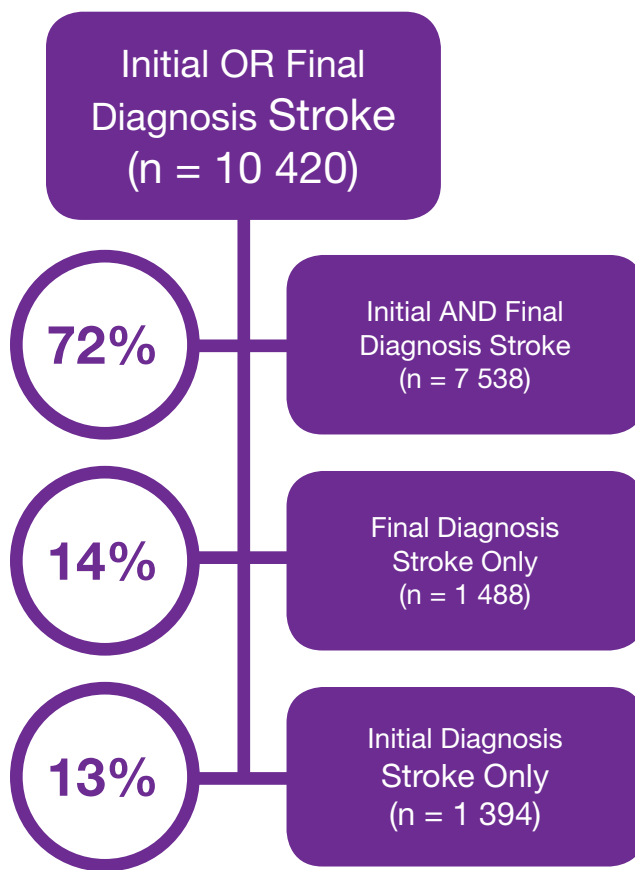 Initial OR Final
Diagnosis Stroke
(n = 10 420)
72%
Initial AND Final
Diagnosis Stroke
(n = 7 538)
14%
Final Diagnosis
Stroke Only
(n = 1 488)
13%
Initial Diagnosis
Stroke Only
(n = 1 394)